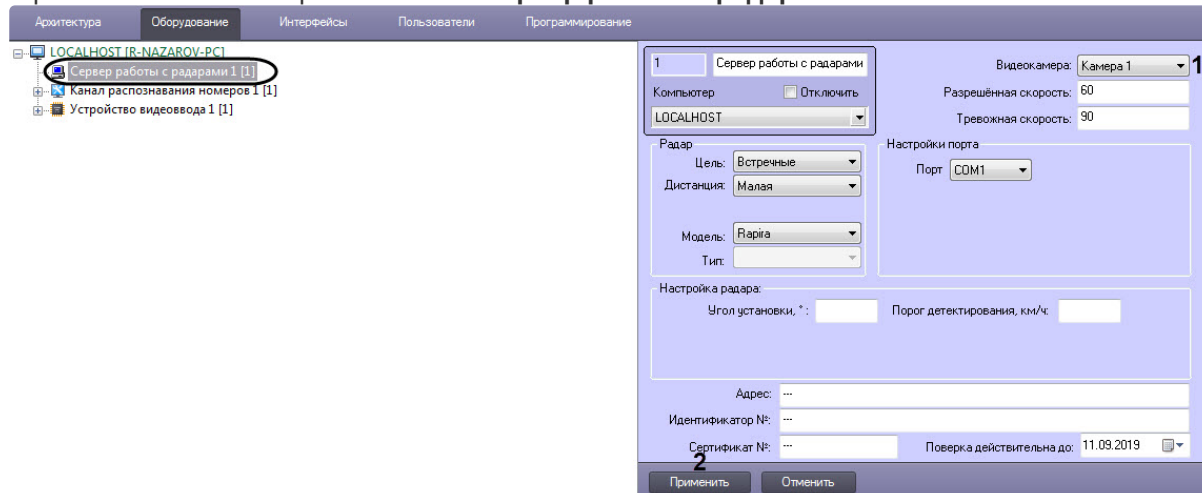 Архитектура Оборудование Интерфейсы Пользователи Программирование
LOCALHOST [R-NAZAROV-PC]
Сервер работы с радарами 1 [1]
Канал распознавания номеров 1 [1]
Устройство видеоввода 1 [1]
1 Сервер работы с радарами
Компьютер Отключить
LOCALHOST
Видеокамера: Камера 1 1
Разрешённая скорость: 60
Тревожная скорость: 90
Радар
Цель: Встречные
Дистанция: Малая
Модель: Rapira
Тип:
Настройки порта
Порт COM1
Настройка радара:
Угол установки, ° : Порог детектирования, км/ч:
Адрес: ---
Идентификатор №: ---
Сертификат №: --- Поверка действительна до: 11.09.2019
2
Применить Отменить